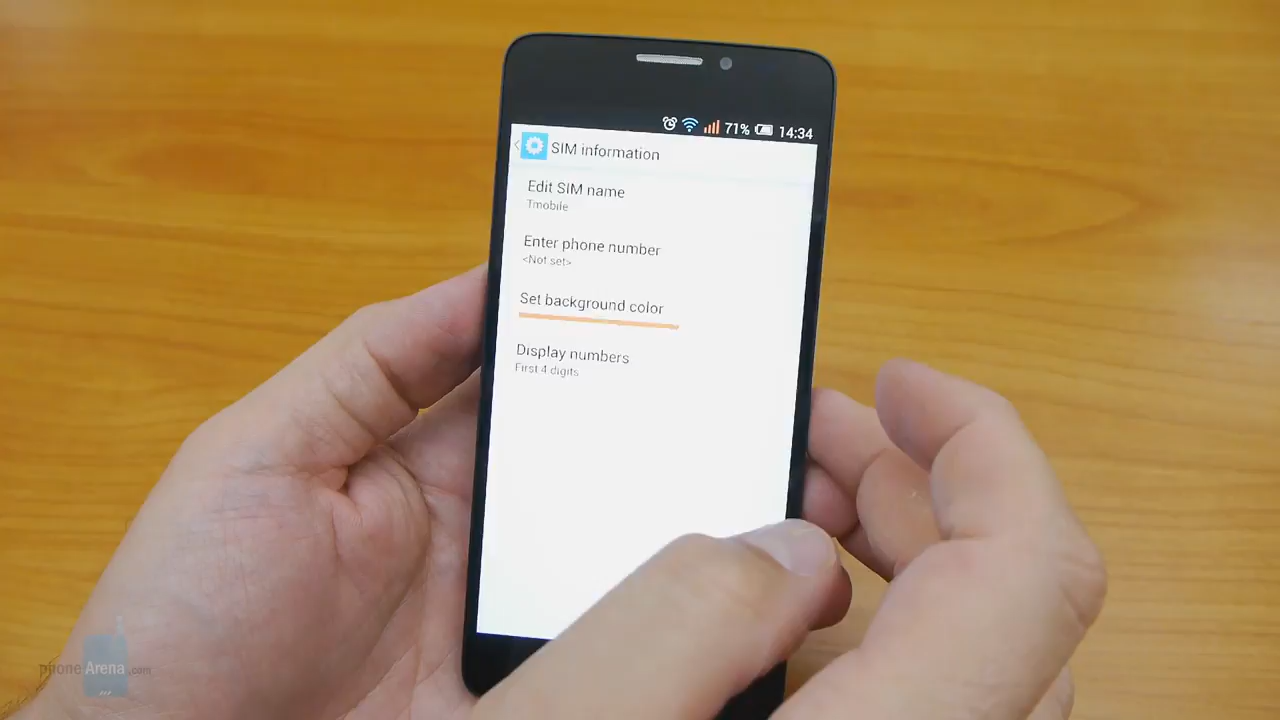 71% 14:34
SIM information
Edit SIM name
Tmobile
Enter phone number
<Not set>
Set background color
Display numbers
First 4 digits
phoneArena.com